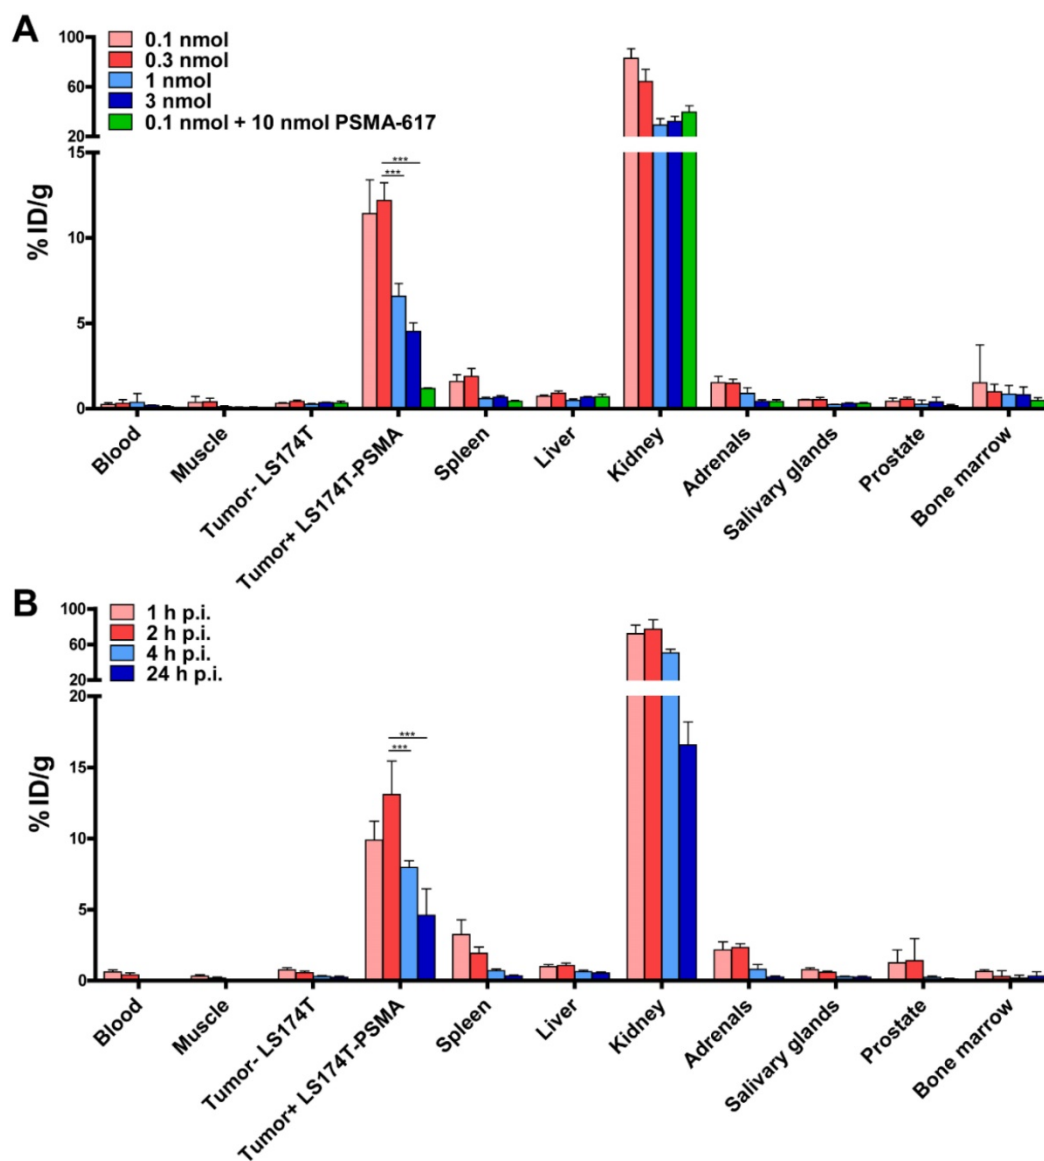 A
0.1 nmol
0.3 nmol
1 nmol
3 nmol
0.1 nmol + 10 nmol PSMA-617
100
60
20
15
10
5
0
%ID/g
***
***
Blood
Muscle
Tumor- LS174T
Tumor+ LS174T-PSMA
Spleen
Liver
Kidney
Adrenals
Salivary glands
Prostate
Bone marrow
B
1 h p.i.
2 h p.i.
4 h p.i.
24 h p.i.
100
60
20
20
15
10
5
0
%ID/g
***
***
Blood
Muscle
Tumor- LS174T
Tumor+ LS174T-PSMA
Spleen
Liver
Kidney
Adrenals
Salivary glands
Prostate
Bone marrow